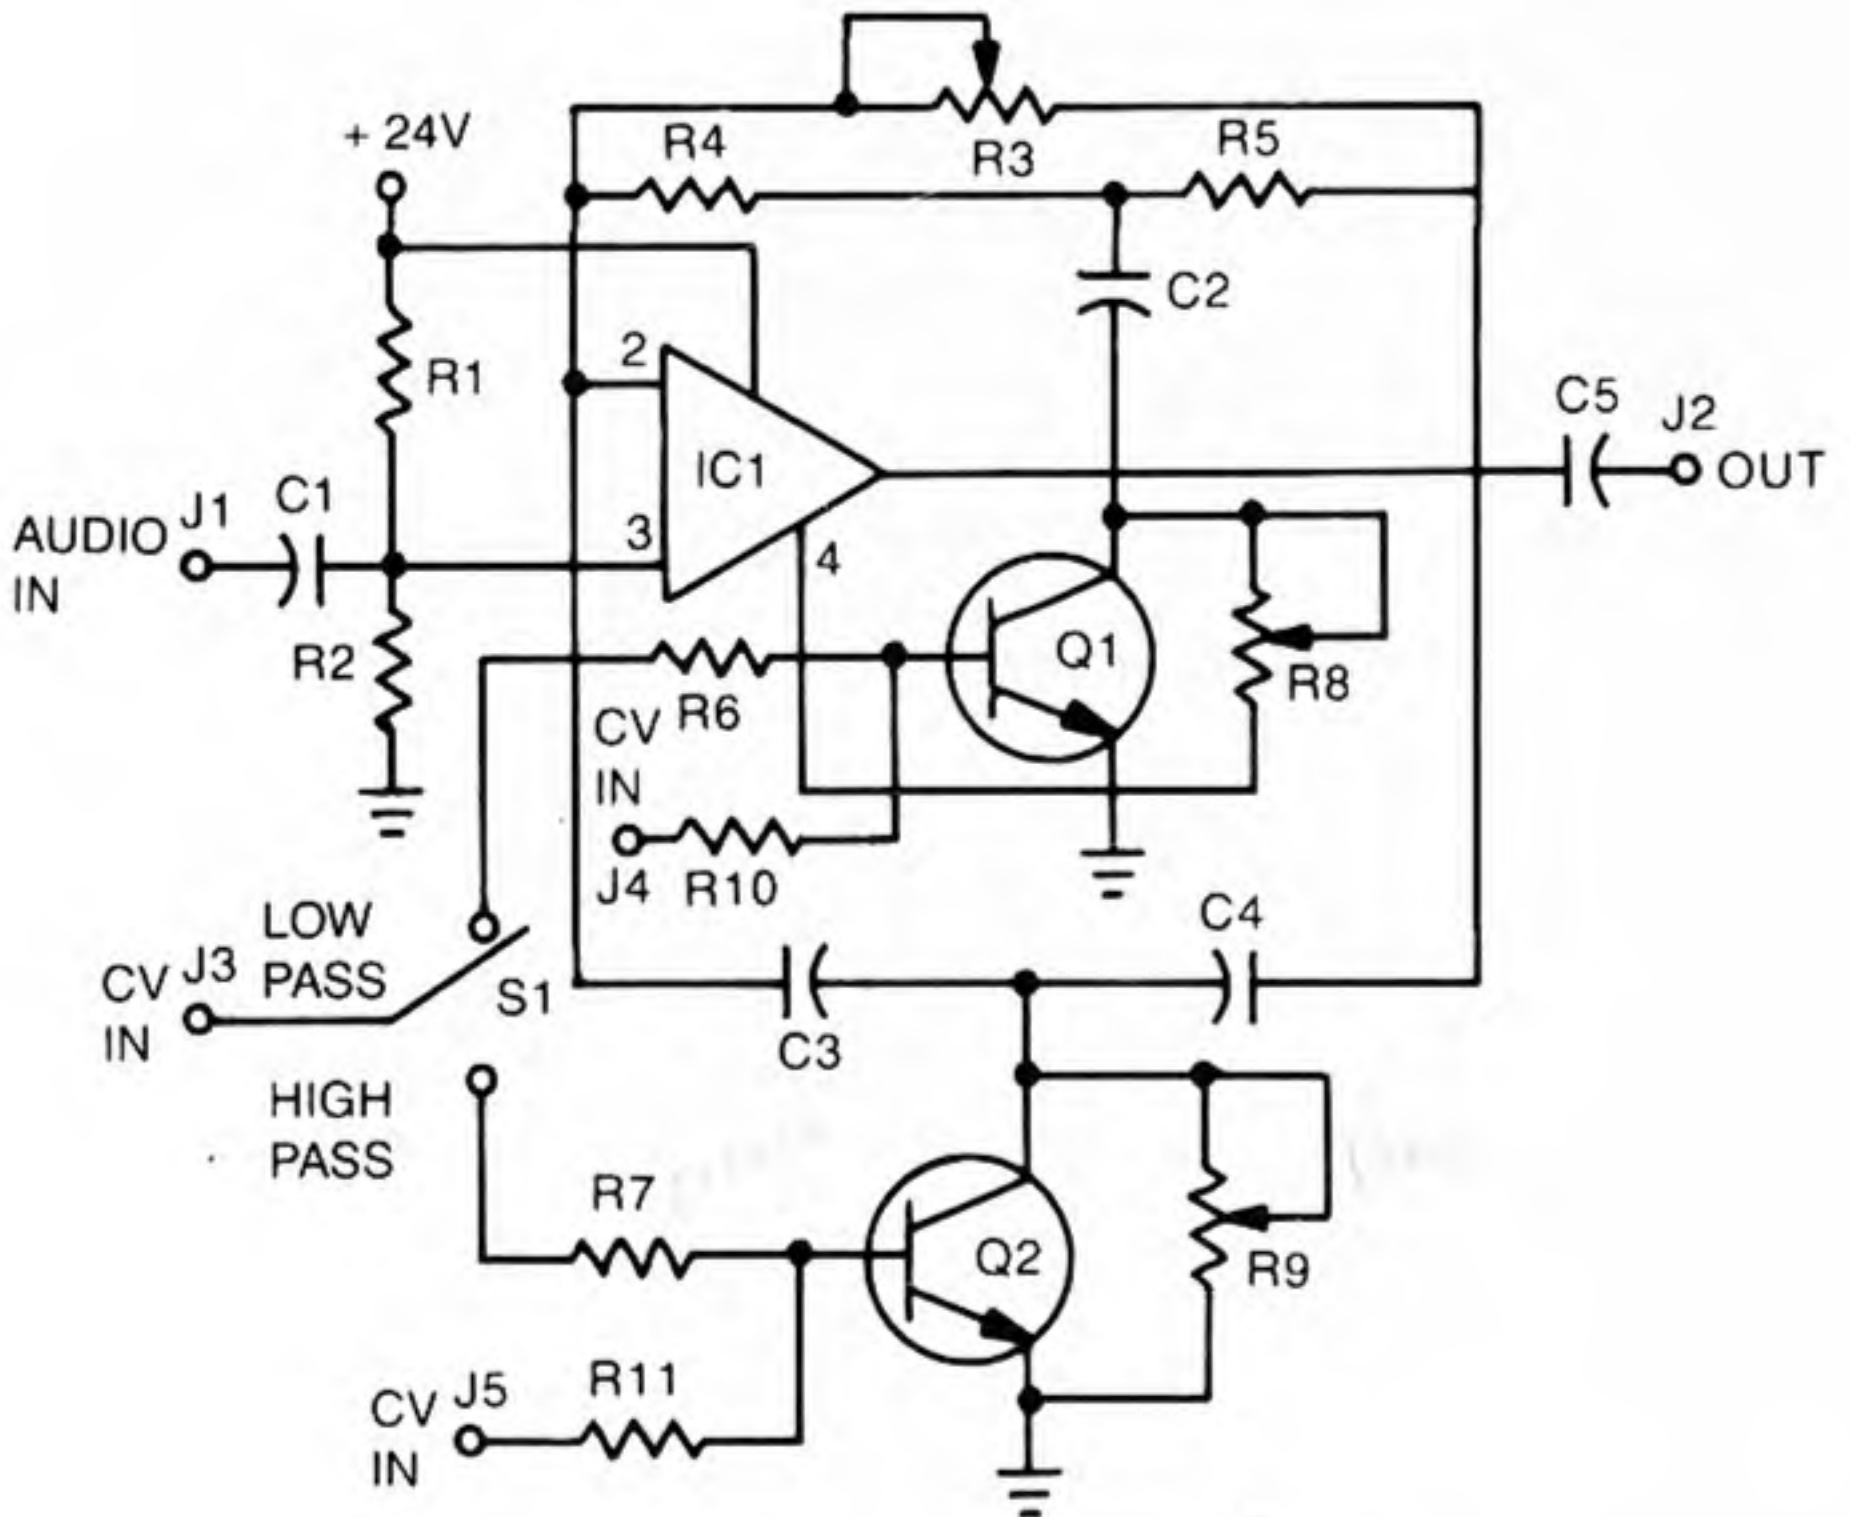 + 24V
R4
R3
R5
C2
2
R1
IC1
C5
J2
OUT
AUDIO
IN
J1
C1
3
4
R2
R6
Q1
R8
CV
IN
J4
R10
LOW
PASS
CV
IN
J3
S1
C4
C3
HIGH
PASS
R7
Q2
R9
CV
IN
J5
R11